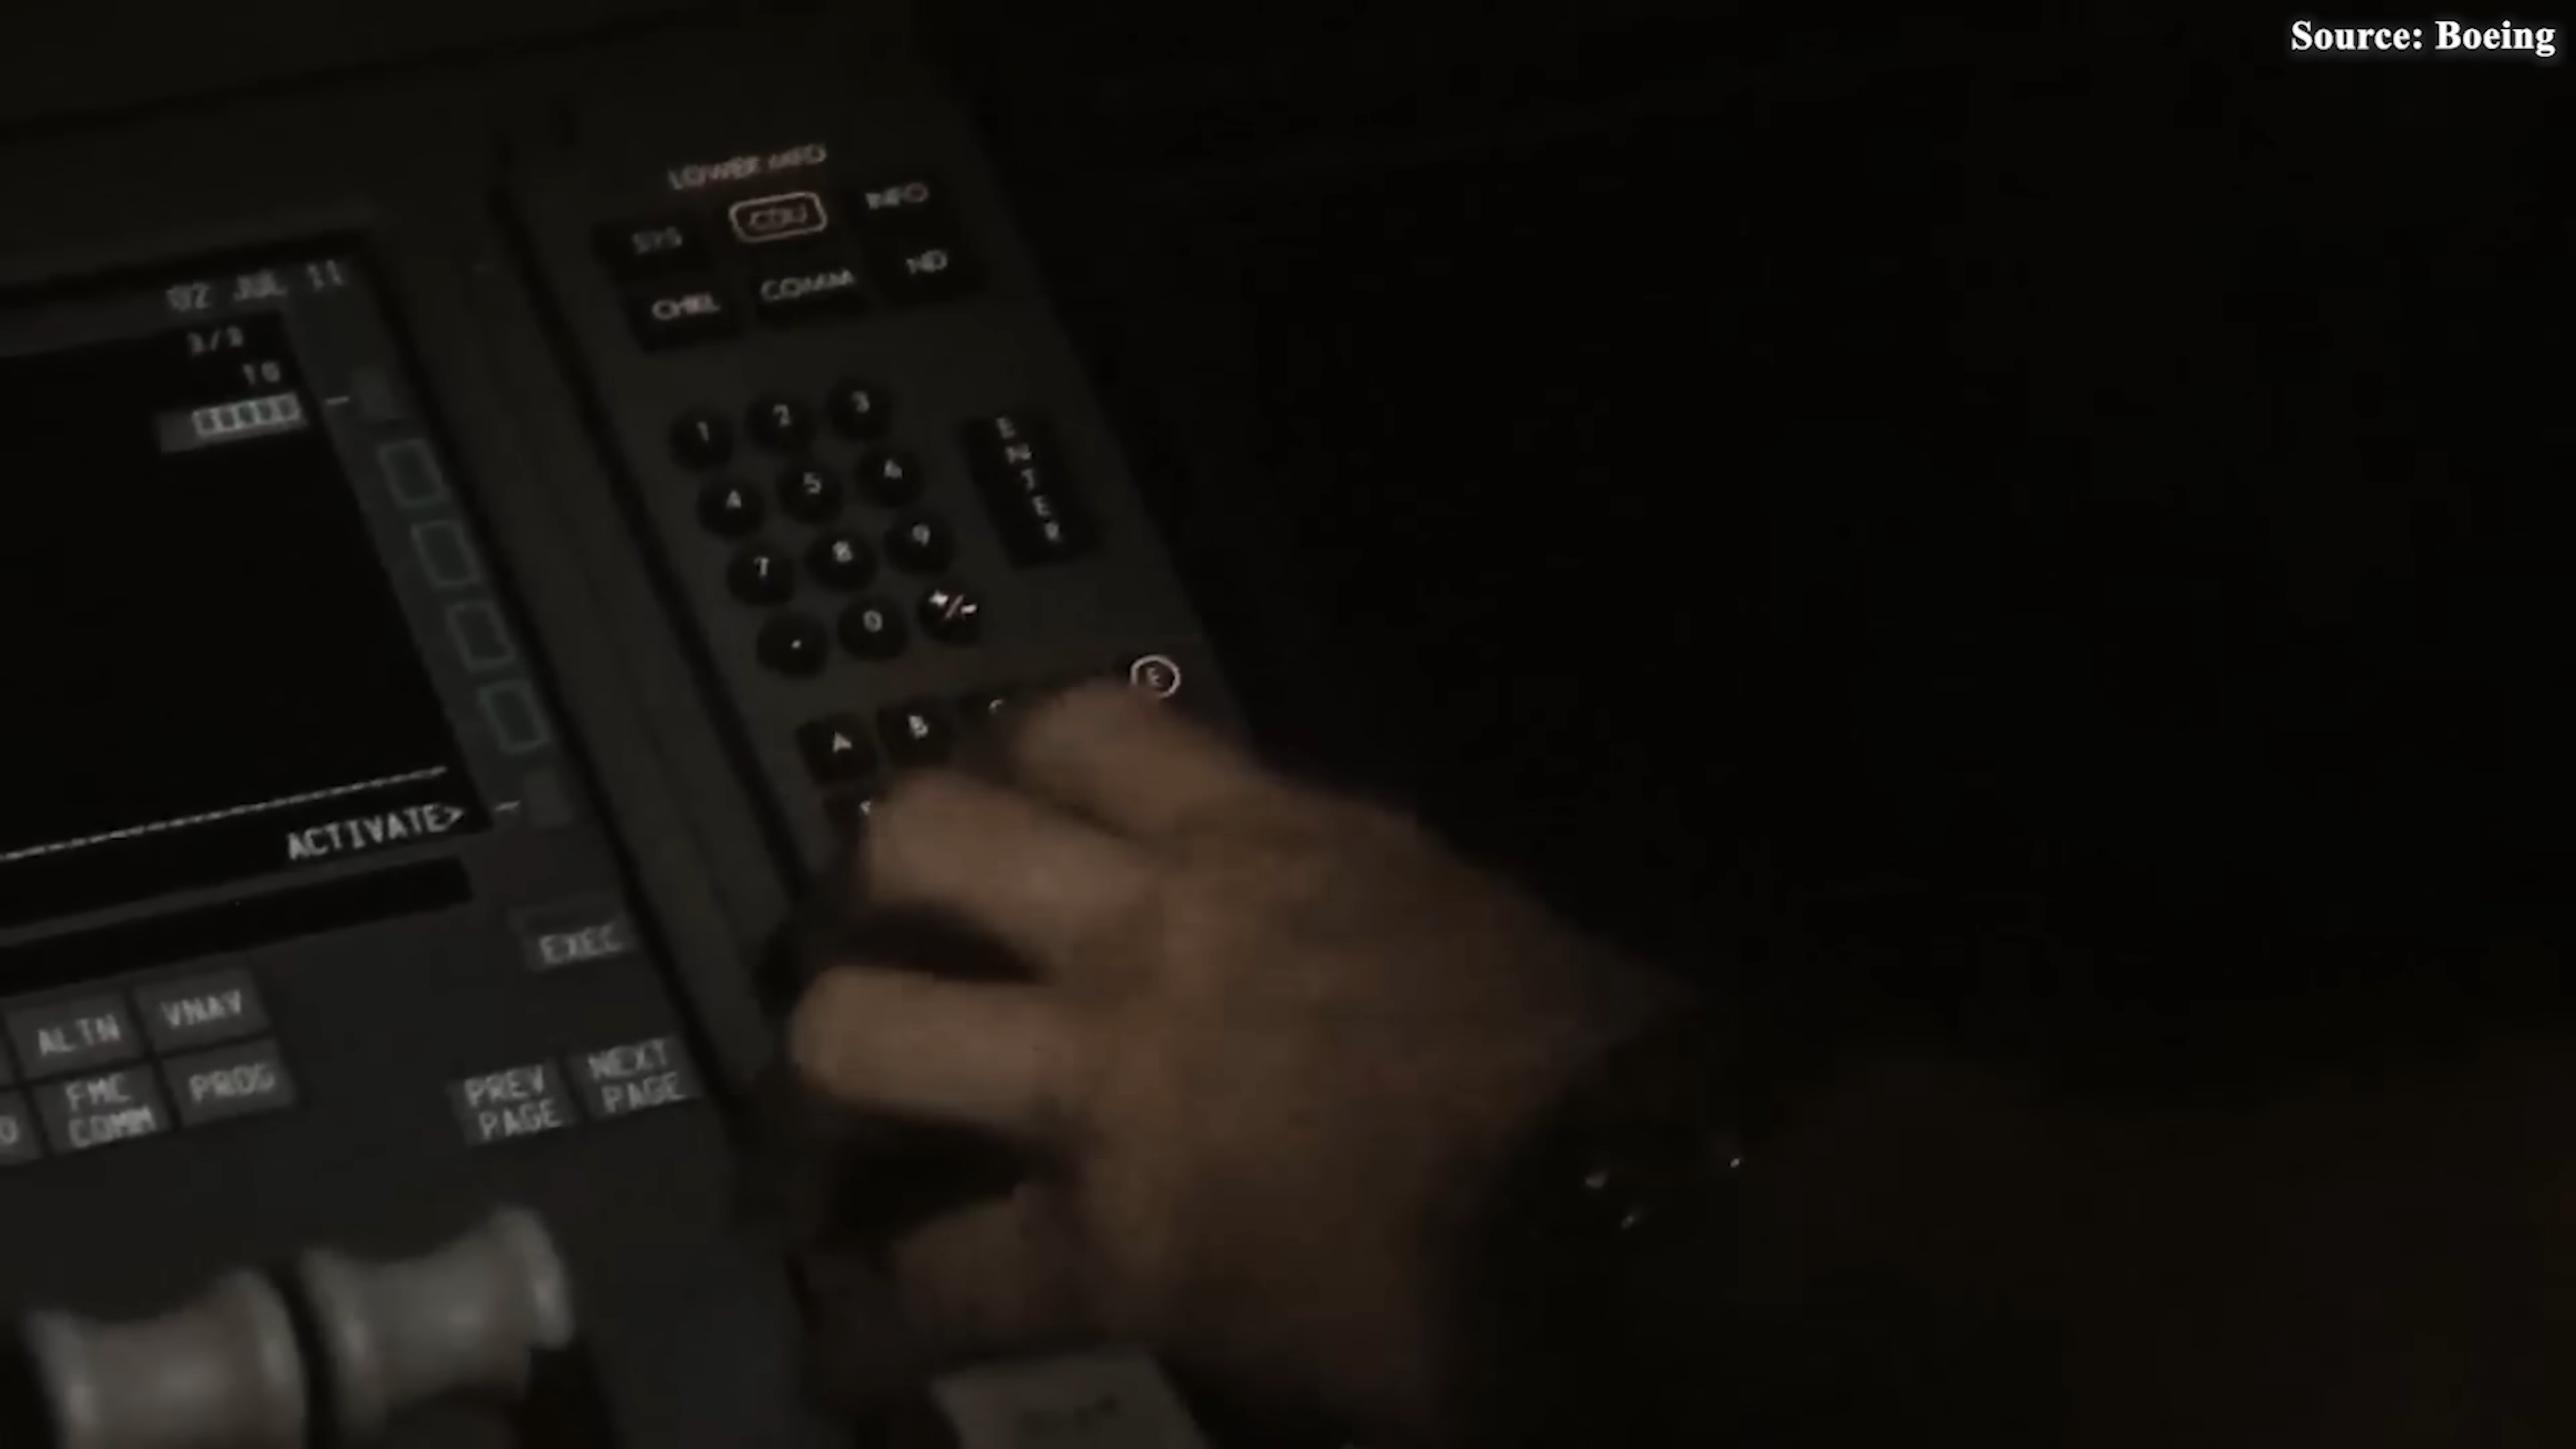 Source: Boeing
LOWER MFD
SYS
CDU
INFO
CHKL
COMM
ND
02 JUL 11
3/3
TO
1
2
3
4
5
6
7
8
9
.
0
+/-
ENTER
A
B
C
E
ACTIVATE>
EXEC
ALTN
VNAV
FMC
COMM
PROG
PREV
PAGE
NEXT
PAGE